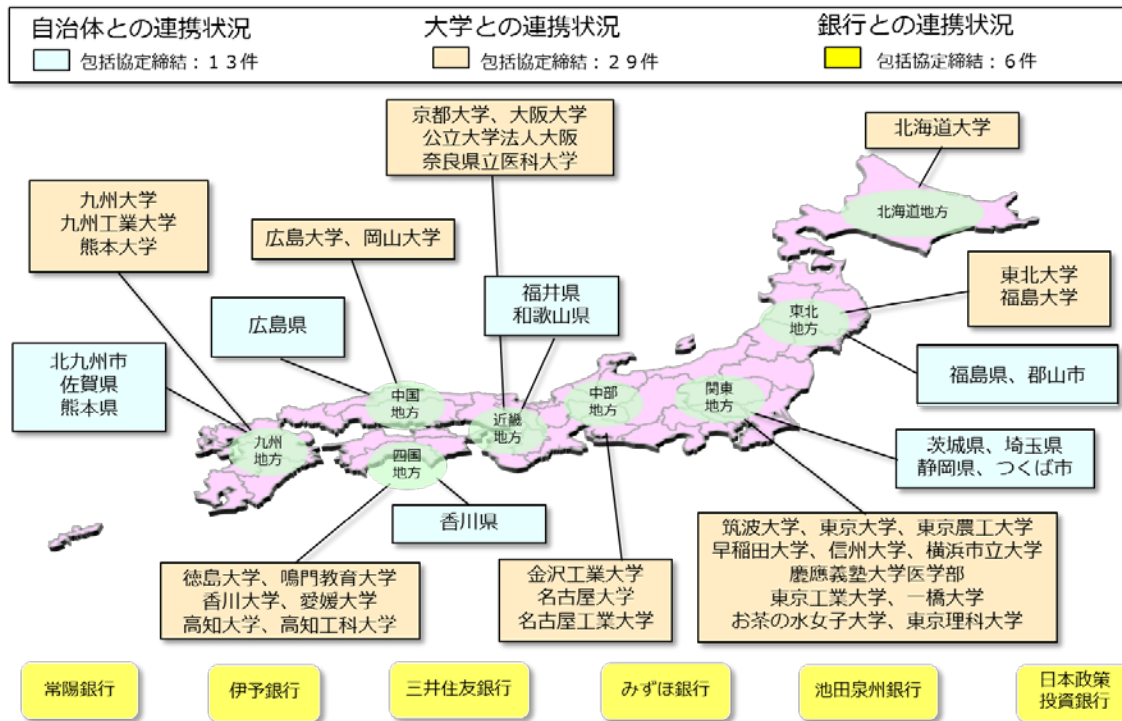 自治体との連携状況
包括協定締結：１３件
大学との連携状況
包括協定締結：２９件
銀行との連携状況
包括協定締結：６件
京都大学、大阪大学
公立大学法人大阪
奈良県立医科大学
北海道大学
九州大学
九州工業大学
熊本大学
広島大学、岡山大学
北海道地方
福井県
和歌山県
東北大学
福島大学
広島県
東北
地方
北九州市
佐賀県
熊本県
福島県、郡山市
中国
地方
中部
地方
関東
地方
近畿
地方
九州
地方
四国
地方
茨城県、埼玉県
静岡県、つくば市
香川県
筑波大学、東京大学、東京農工大学
早稲田大学、信州大学、横浜市立大学
慶應義塾大学医学部
東京工業大学、一橋大学
お茶の水女子大学、東京理科大学
徳島大学、鳴門教育大学
香川大学、愛媛大学
高知大学、高知工科大学
金沢工業大学
名古屋大学
名古屋工業大学
常陽銀行
伊予銀行
三井住友銀行
みずほ銀行
池田泉州銀行
日本政策
投資銀行